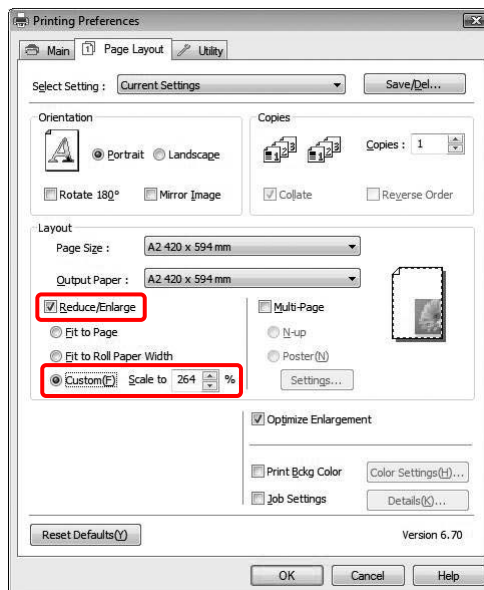 Printing Preferences
Main Page Layout Utility
Select Setting : Current Settings Save/Del...
Orientation
Portrait Landscape
Rotate 180° Mirror Image
Copies
Copies : 1
Collate Reverse Order
Layout
Page Size : A2 420 x 594 mm
Output Paper : A2 420 x 594 mm
Reduce/Enlarge
Fit to Page
Fit to Roll Paper Width
Custom(F) Scale to 264 %
Multi-Page
N-up
Poster(N)
Settings...
Optimize Enlargement
Print Bckg Color Color Settings(H)...
Job Settings Details(K)...
Reset Defaults(Y) Version 6.70
OK Cancel Help